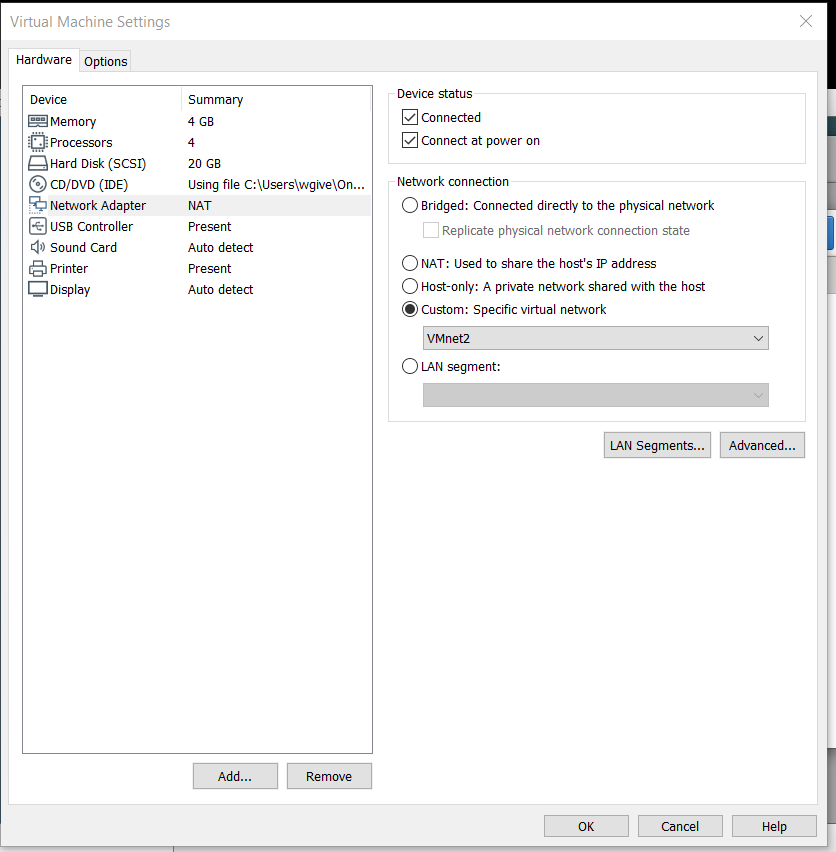 Virtual Machine Settings
Hardware
Options
Device Summary
Memory 4 GB
Processors 4
Hard Disk (SCSI) 20 GB
CD/DVD (IDE) Using file C:\Users\wgive\On...
Network Adapter NAT
USB Controller Present
Sound Card Auto detect
Printer Present
Display Auto detect
Add...
Remove
Device status
Connected
Connect at power on
Network connection
Bridged: Connected directly to the physical network
Replicate physical network connection state
NAT: Used to share the host's IP address
Host-only: A private network shared with the host
Custom: Specific virtual network
VMnet2
LAN segment:
LAN Segments...
Advanced...
OK
Cancel
Help